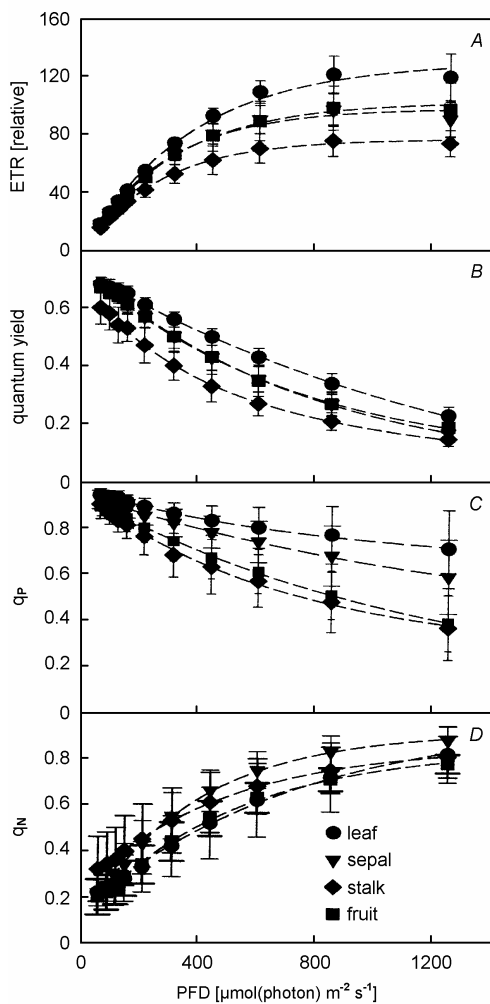 160
A
120
ETR [relative]
80
40
0
B
0.6
quantum yield
0.4
0.2
0.0
C
0.8
0.6
qP
0.4
0.2
0
D
0.8
0.6
qN
0.4
0.2
0
leaf
sepal
stalk
fruit
0 400 800 1200
PFD [μmol(photon) m⁻² s⁻¹]